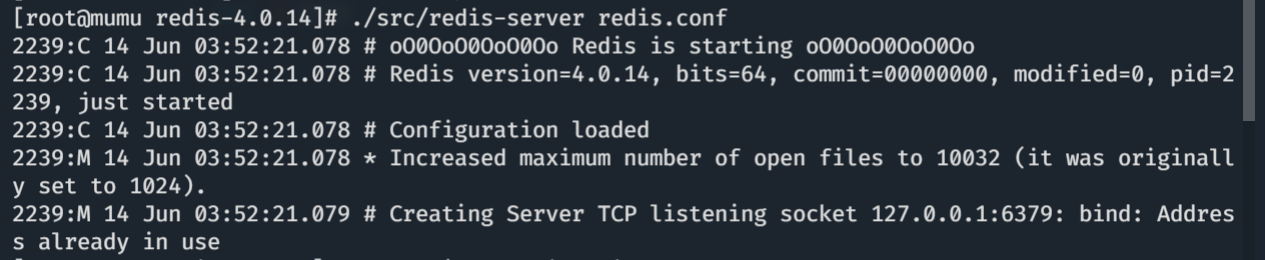 [root@mumu redis-4.0.14]# ./src/redis-server redis.conf
2239:C 14 Jun 03:52:21.078 # oO0OoO0OoO0Oo Redis is starting oO0OoO0OoO0Oo
2239:C 14 Jun 03:52:21.078 # Redis version=4.0.14, bits=64, commit=00000000, modified=0, pid=2
239, just started
2239:C 14 Jun 03:52:21.078 # Configuration loaded
2239:M 14 Jun 03:52:21.078 * Increased maximum number of open files to 10032 (it was originall
y set to 1024).
2239:M 14 Jun 03:52:21.079 # Creating Server TCP listening socket 127.0.0.1:6379: bind: Addres
s already in use